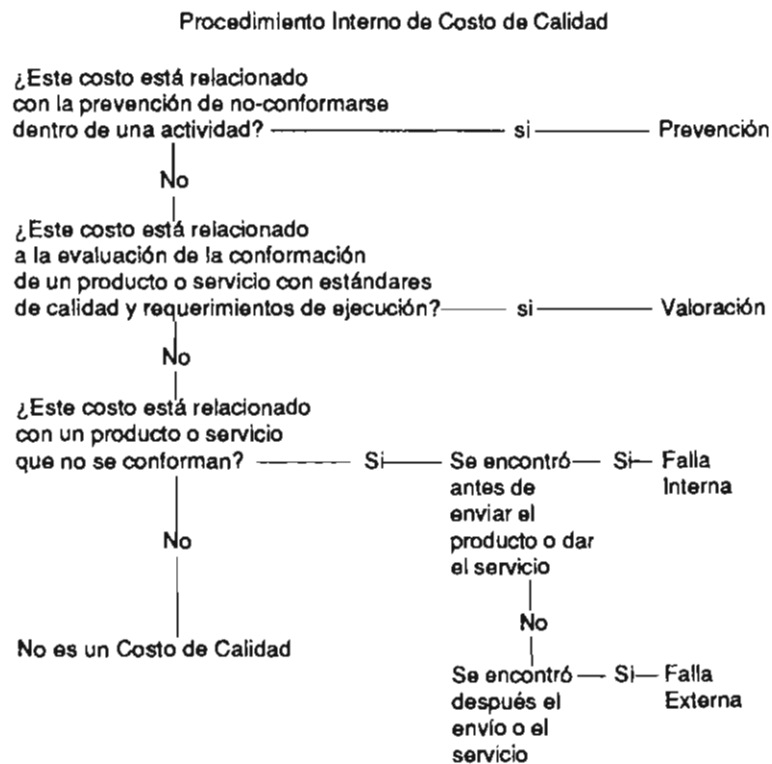 Procedimiento Interno de Costo de Calidad
¿Este costo está relacionado
con la prevención de no-conformarse
dentro de una actividad? si Prevención
No
¿Este costo está relacionado
a la evaluación de la conformación
de un producto o servicio con estándares
de calidad y requerimientos de ejecución? si Valoración
No
¿Este costo está relacionado
con un producto o servicio
que no se conforman? Si Se encontró Si Falla
antes de Interna
enviar el
producto o dar
el servicio
No
No
No es un Costo de Calidad
Se encontró Si Falla
después el Externa
envío o el
servicio